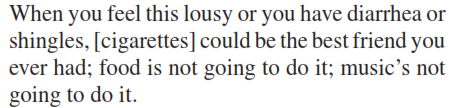 When you feel this lousy or you have diarrhea or
shingles, [cigarettes] could be the best friend you
ever had; food is not going to do it; music’s not
going to do it.